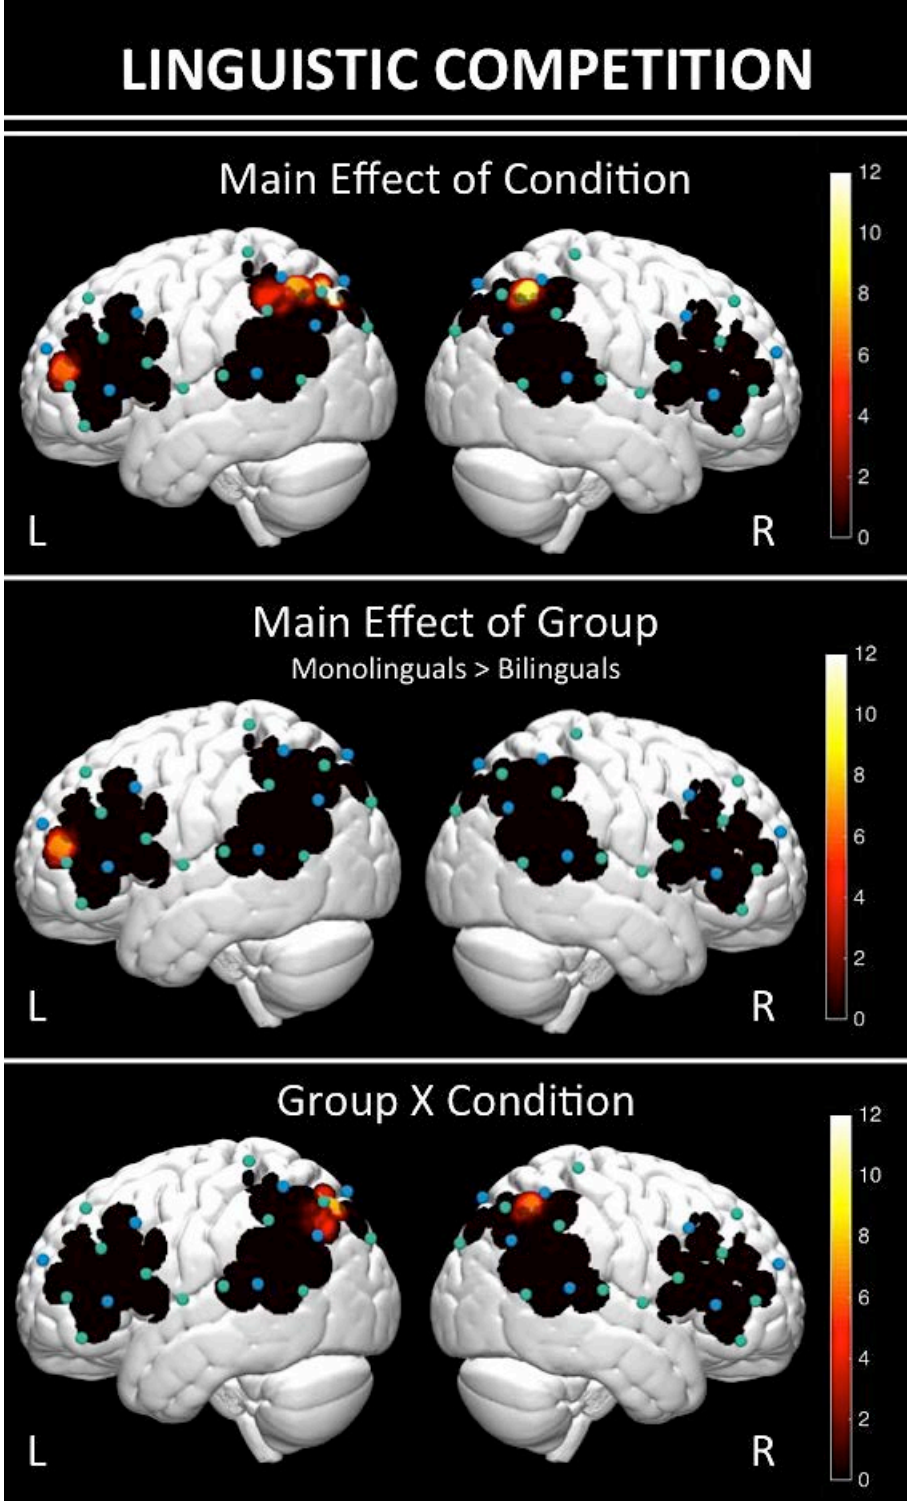 LINGUISTIC COMPETITION
Main Effect of Condition
12
10
8
6
4
2
0
L
R
Main Effect of Group
Monolinguals > Bilinguals
12
10
8
6
4
2
0
L
R
Group X Condition
12
10
8
6
4
2
0
L
R